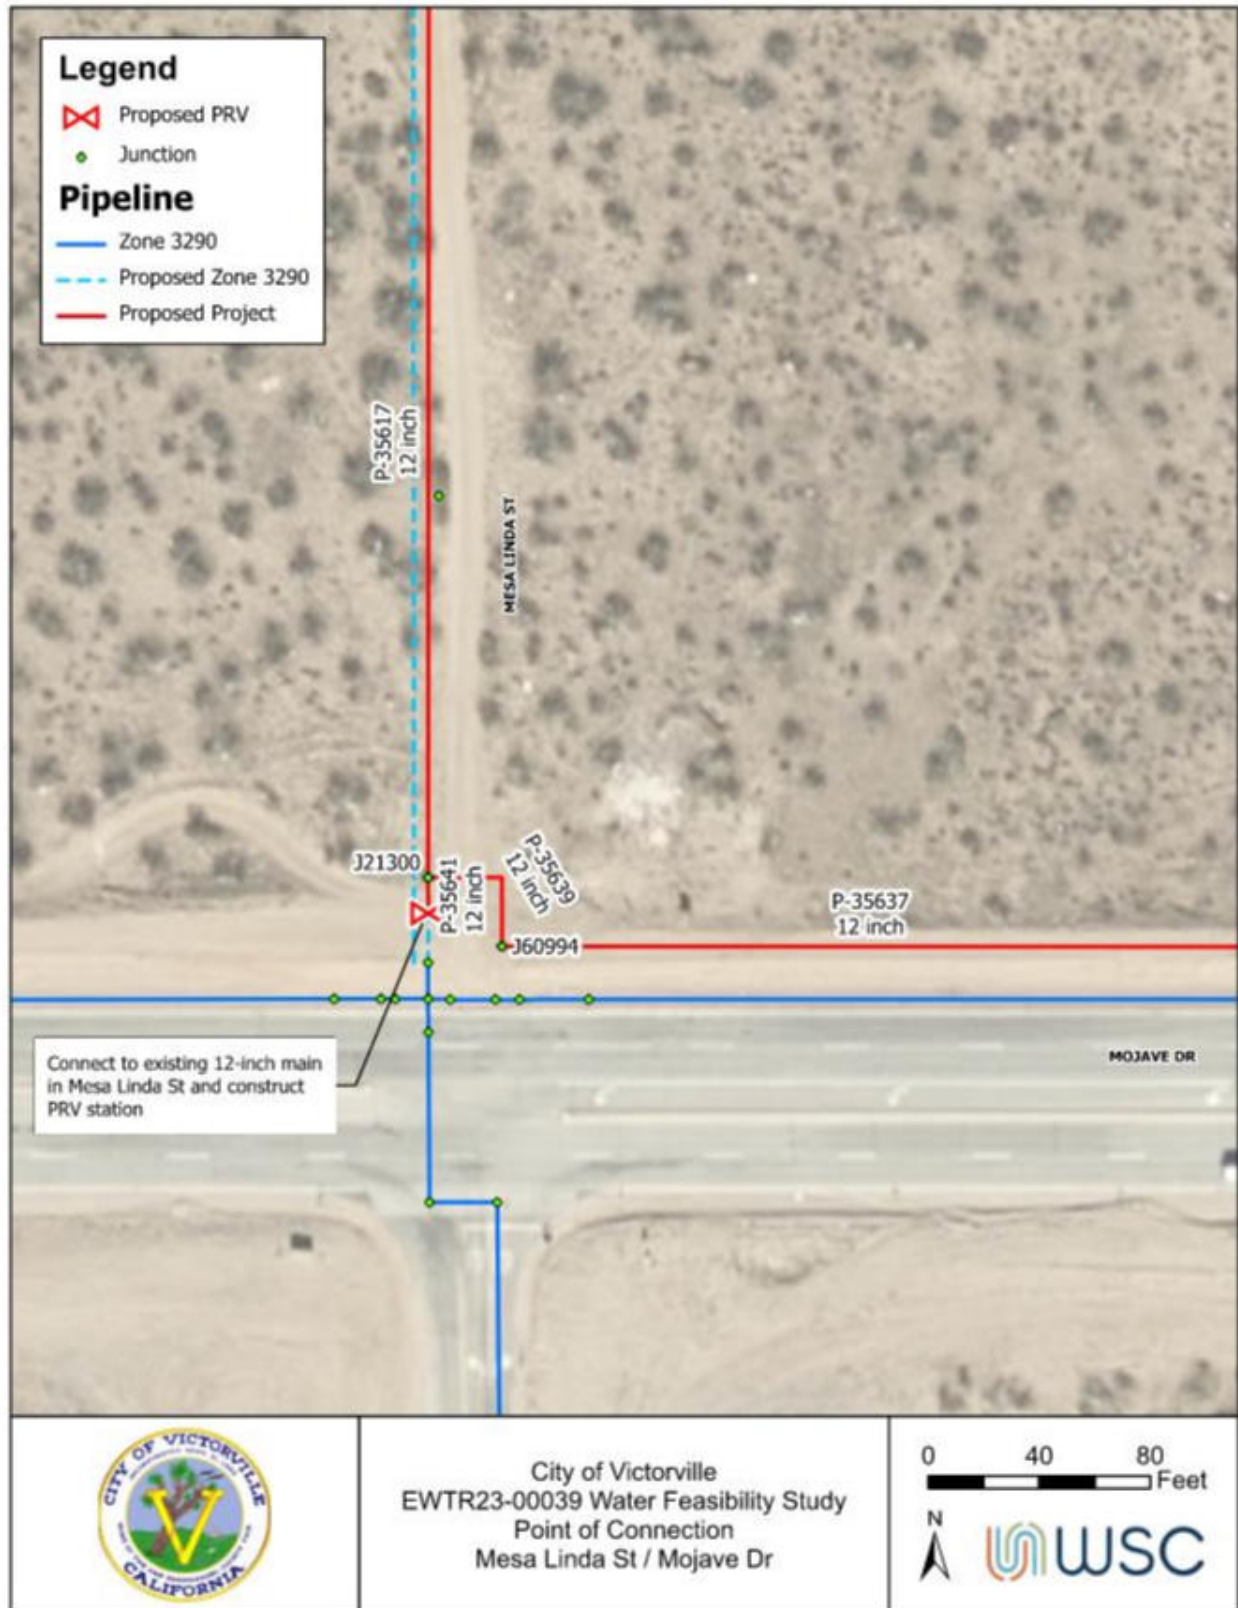 Legend
Proposed PRV
Junction
Pipeline
Zone 3290
Proposed Zone 3290
Proposed Project
P-35617
12 inch
MESA LINDA ST
J21300
P-35641
12 inch
P-35639
12 inch
P-35637
12 inch
J60994
Connect to existing 12-inch main
in Mesa Linda St and construct
PRV station
MOJAVE DR
CITY OF VICTORVILLE
CALIFORNIA
V
City of Victorville
EWTR23-00039 Water Feasibility Study
Point of Connection
Mesa Linda St / Mojave Dr
0 40 80
Feet
N
WSC